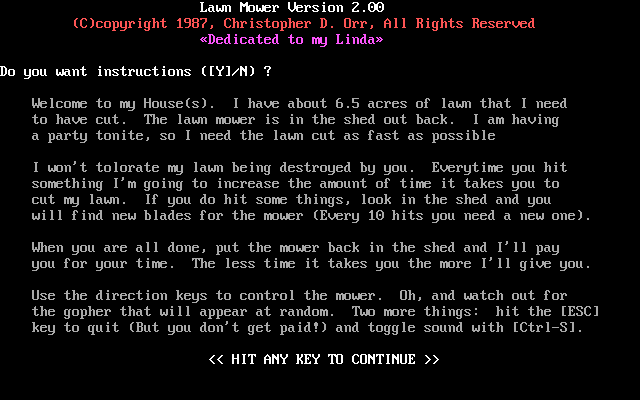 Lawn Mower Version 2.00
(C)copyright 1987, Christopher D. Orr, All Rights Reserved
«Dedicated to my Linda»
Do you want instructions ([Y]/N) ?
Welcome to my House(s).  I have about 6.5 acres of lawn that I need
to have cut.  The lawn mower is in the shed out back.  I am having
a party tonite, so I need the lawn cut as fast as possible
I won't tolorate my lawn being destroyed by you.  Everytime you hit
something I'm going to increase the amount of time it takes you to
cut my lawn.  If you do hit some things, look in the shed and you
will find new blades for the mower (Every 10 hits you need a new one).
When you are all done, put the mower back in the shed and I'll pay
you for your time.  The less time it takes you the more I'll give you.
Use the direction keys to control the mower.  Oh, and watch out for
the gopher that will appear at random.  Two more things:  hit the [ESC]
key to quit (But you don't get paid!) and toggle sound with [Ctrl-S].
<< HIT ANY KEY TO CONTINUE >>